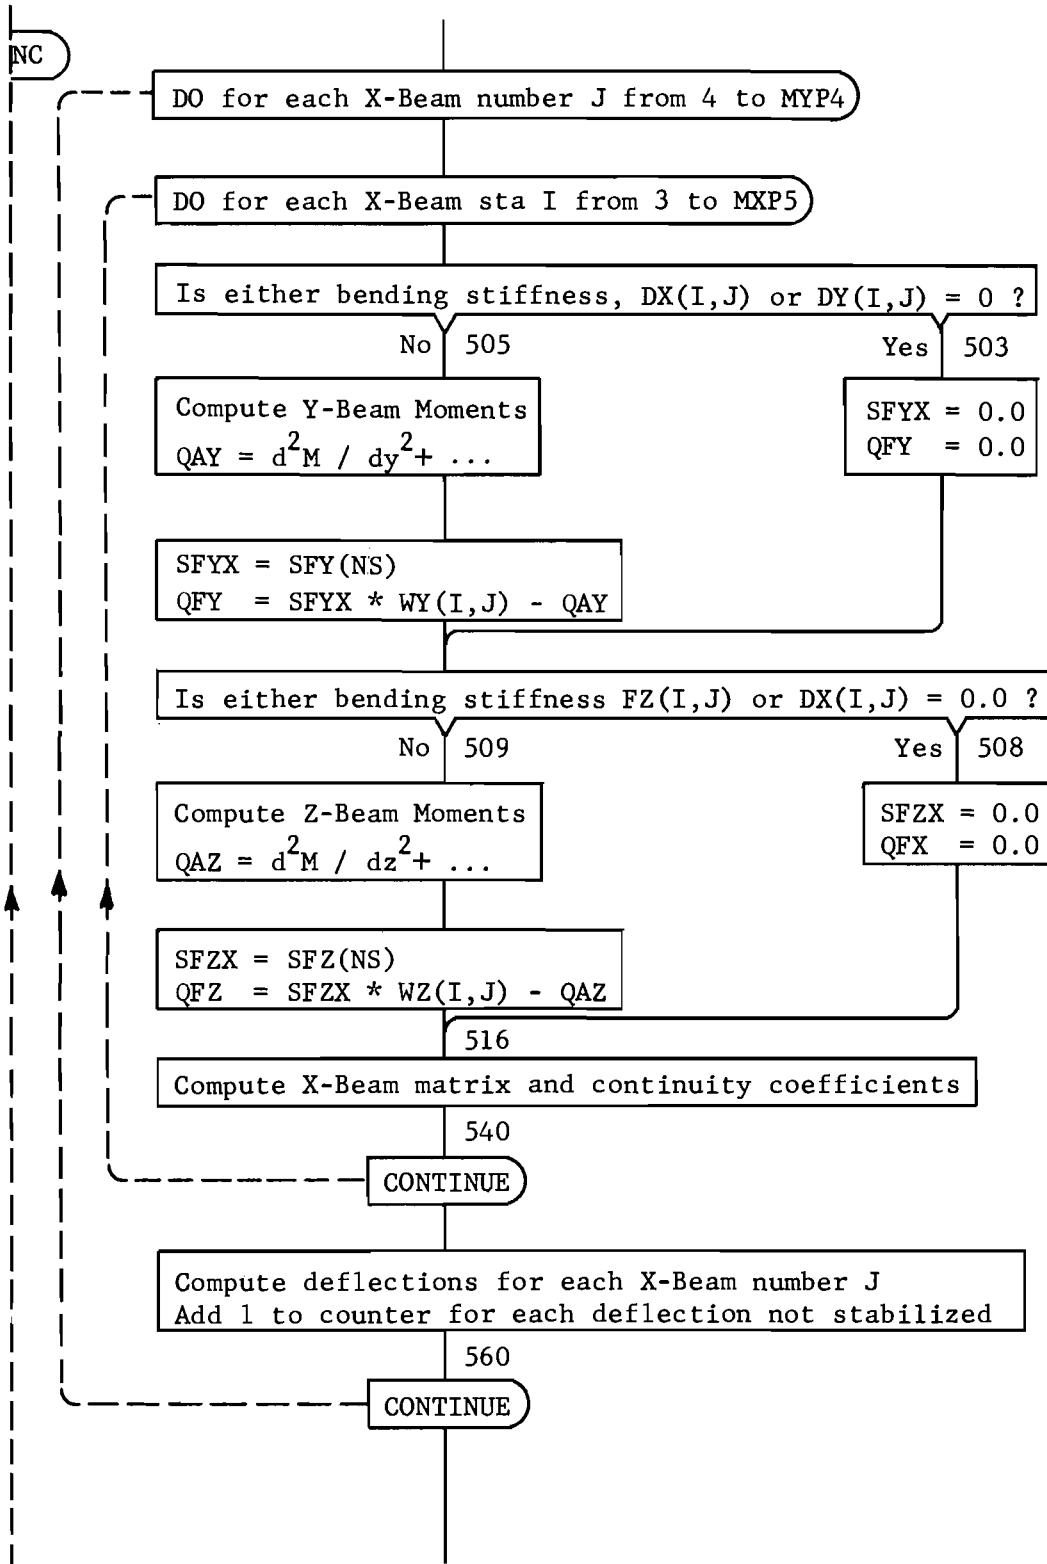 NC
DO for each X-Beam number J from 4 to MYP4
DO for each X-Beam sta I from 3 to MXP5
Is either bending stiffness, DX(I,J) or DY(I,J) = 0 ?
No 505
Yes 503
Compute Y-Beam Moments
QAY = d²M / dy² + ...
SFYX = 0.0
QFY = 0.0
SFYX = SFY(NS)
QFY = SFYX * WY(I,J) - QAY
Is either bending stiffness FZ(I,J) or DX(I,J) = 0.0 ?
No 509
Yes 508
Compute Z-Beam Moments
QAZ = d²M / dz² + ...
SFZX = 0.0
QFX = 0.0
SFZX = SFZ(NS)
QFZ = SFZX * WZ(I,J) - QAZ
516
Compute X-Beam matrix and continuity coefficients
540
CONTINUE
Compute deflections for each X-Beam number J
Add 1 to counter for each deflection not stabilized
560
CONTINUE